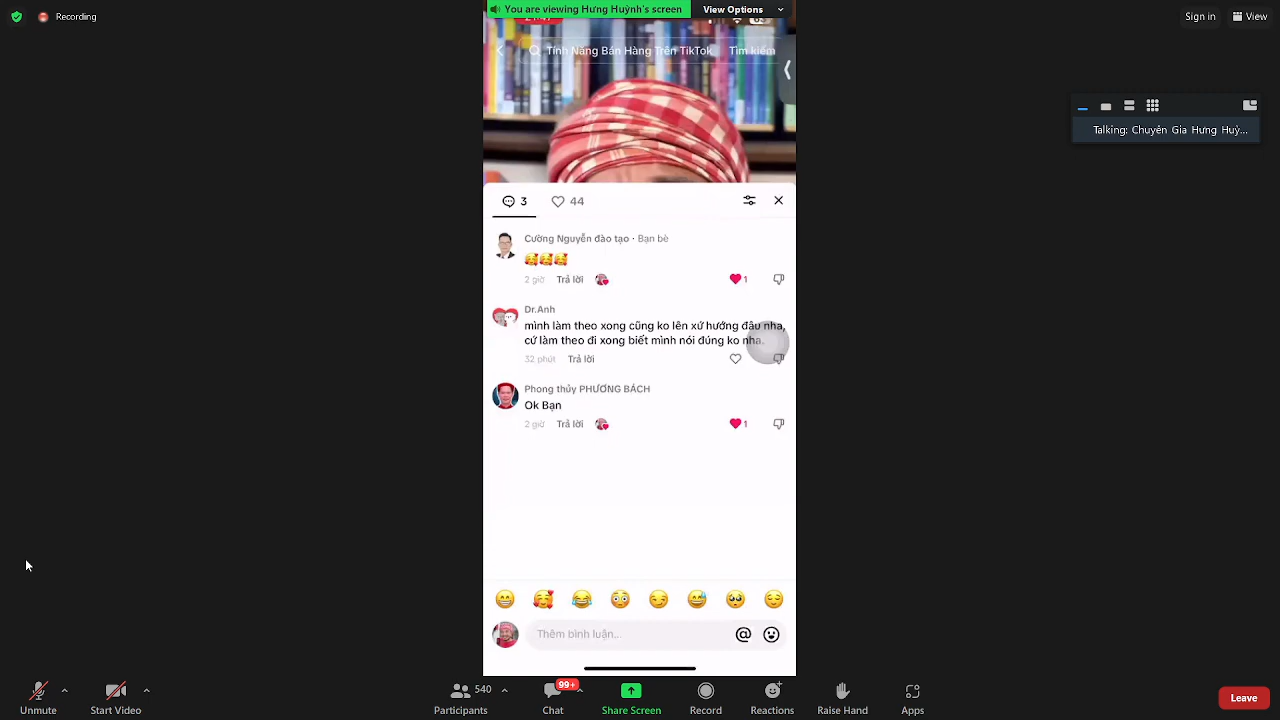 You are viewing Hưng Huỳnh's screen
View Options
Recording
Sign in
View
Tính Năng Bán Hàng Trên TikTok
Tìm kiếm
Talking: Chuyên Gia Hưng Huỳ...
3
44
Cường Nguyễn đào tạo · Bạn bè
🥰🥰🥰
2 giờ Trả lời
1
Dr.Anh
mình làm theo xong cũng ko lên xứ hướng đâu nha,
cứ làm theo đi xong biết mình nói đúng ko nha.
32 phút Trả lời
Phong thủy PHƯƠNG BÁCH
Ok Bạn
2 giờ Trả lời
1
Thêm bình luận...
@
Unmute
Start Video
540
Participants
99+
Chat
Share Screen
Record
Reactions
Raise Hand
Apps
Leave